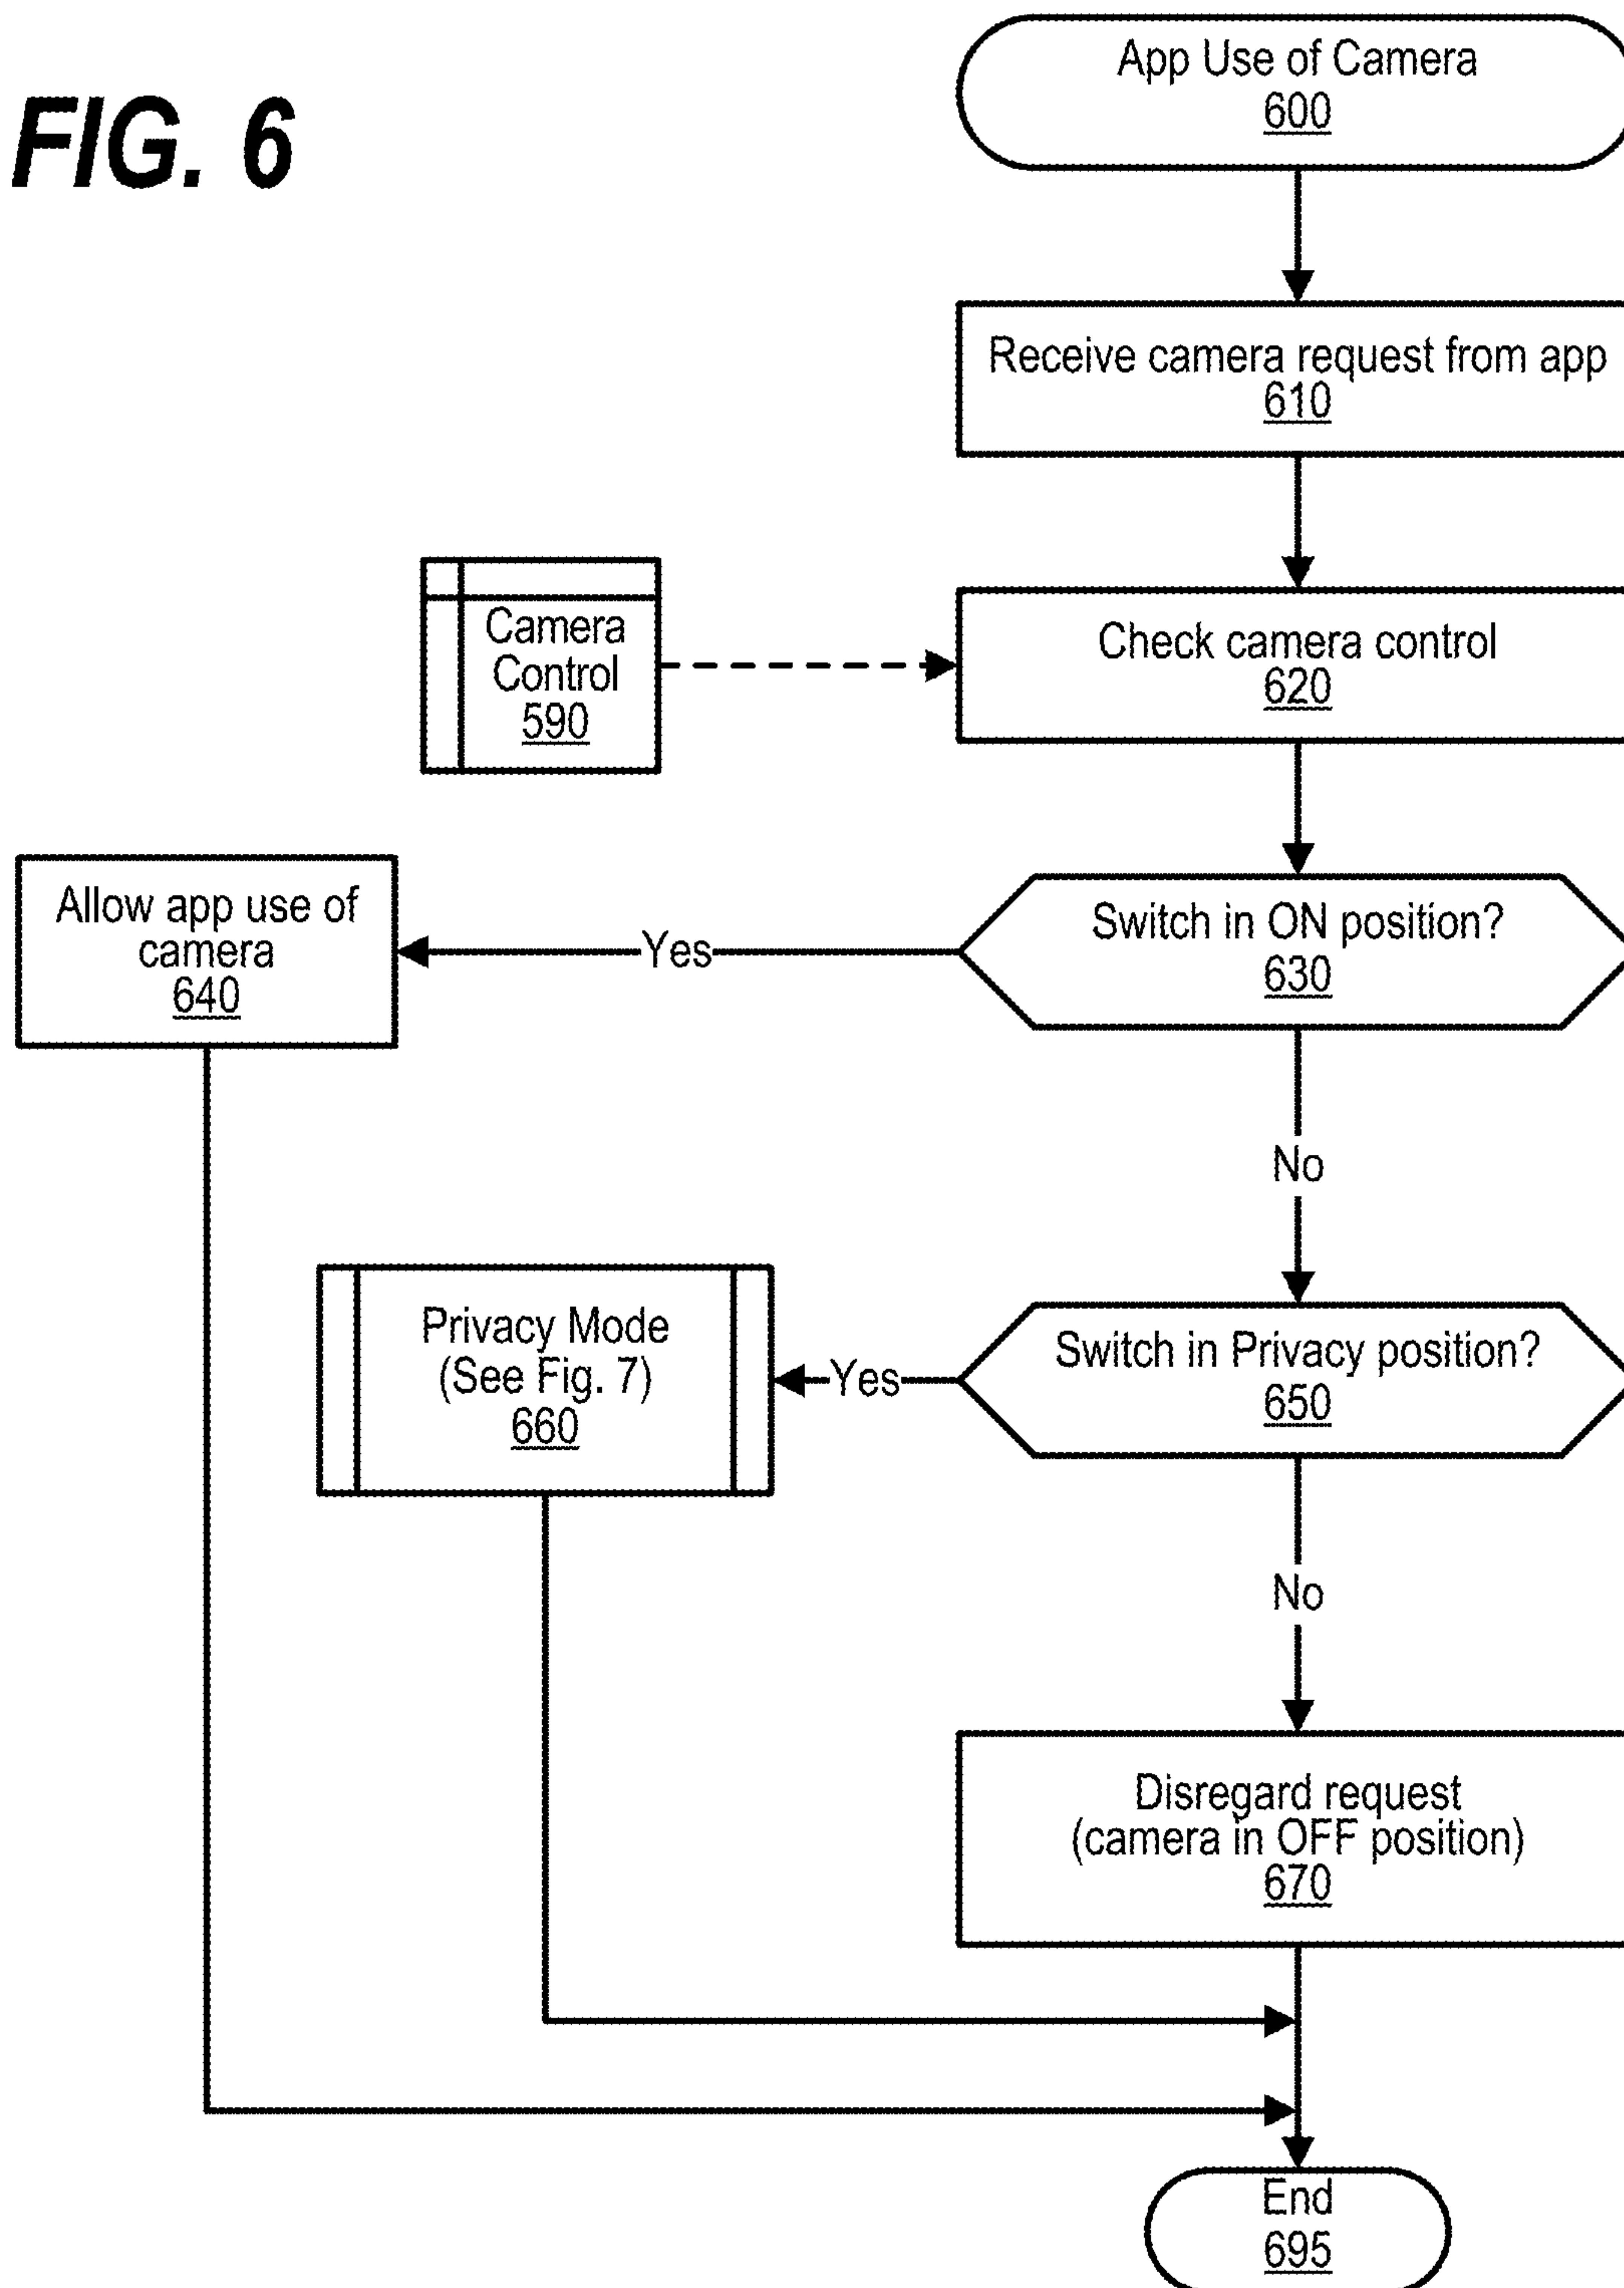 FIG. 6
App Use of Camera
600
Receive camera request from app
610
Camera
Control
590
Check camera control
620
Switch in ON position?
630
Yes
Allow app use of
camera
640
No
Switch in Privacy position?
650
Yes
Privacy Mode
(See Fig. 7)
660
No
Disregard request
(camera in OFF position)
670
End
695